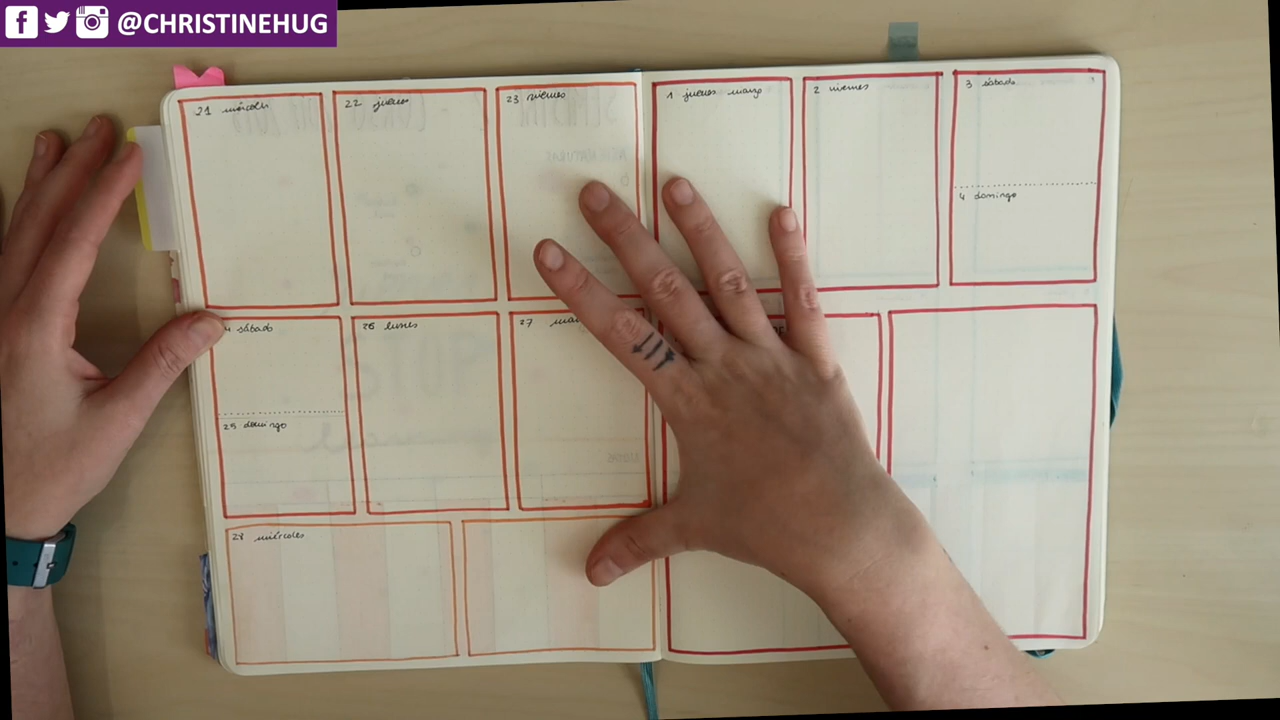 @CHRISTINEHUG
21 miércoles
22 jueves
23 viernes
1 jueves marzo
2 viernes
3 sábado
4 domingo
sábado
25 domingo
26 lunes
27
28 miércoles